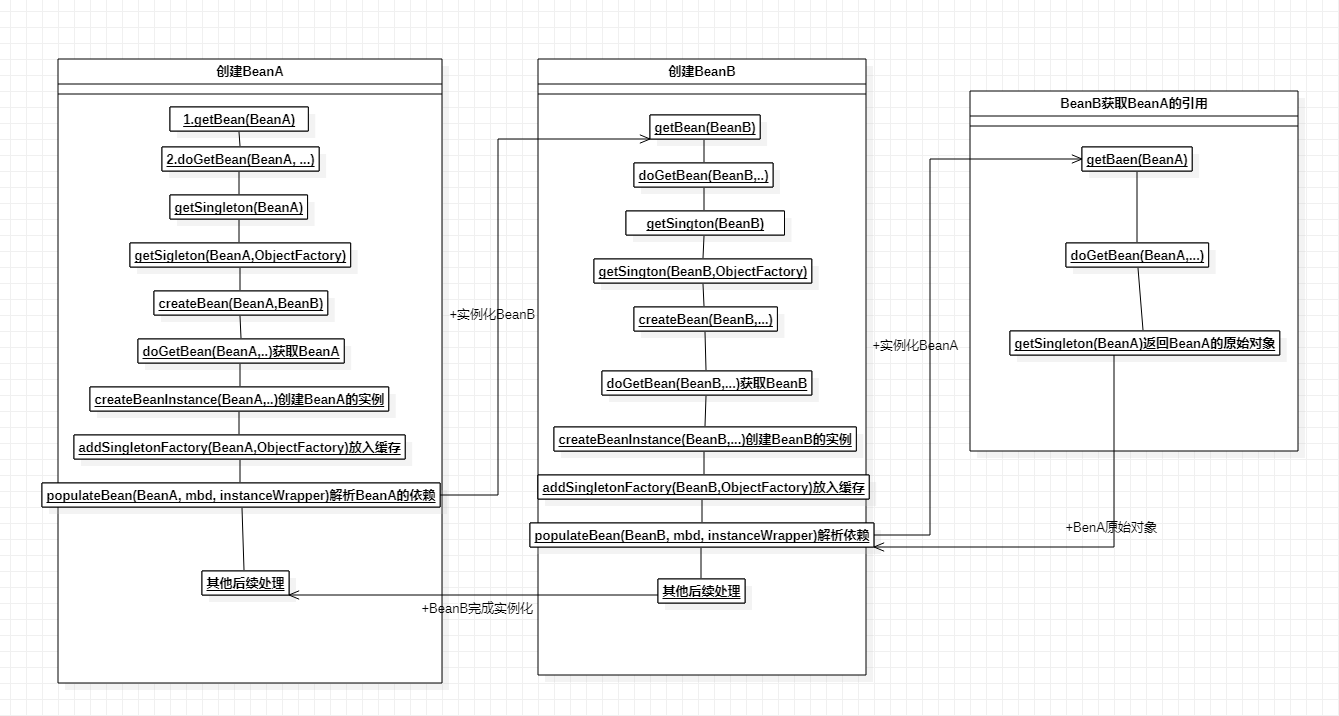 创建BeanA
1.getBean(BeanA)
2.doGetBean(BeanA, ...)
getSingleton(BeanA)
getSigleton(BeanA,ObjectFactory)
createBean(BeanA,BeanB)
doGetBean(BeanA,..)获取BeanA
createBeanInstance(BeanA,..)创建BeanA的实例
addSingletonFactory(BeanA,ObjectFactory)放入缓存
populateBean(BeanA, mbd, instanceWrapper)解析BeanA的依赖
其他后续处理
+实例化BeanB
+BeanB完成实例化
创建BeanB
getBean(BeanB)
doGetBean(BeanB,..)
getSington(BeanB)
getSington(BeanB,ObjectFactory)
createBean(BeanB,...)
doGetBean(BeanB,...)获取BeanB
createBeanInstance(BeanB,...)创建BeanB的实例
addSingletonFactory(BeanB,ObjectFactory)放入缓存
populateBean(BeanB, mbd, instanceWrapper)解析依赖
其他后续处理
+实例化BeanA
BeanB获取BeanA的引用
getBaen(BeanA)
doGetBean(BeanA,...)
getSingleton(BeanA)返回BeanA的原始对象
+BenA原始对象